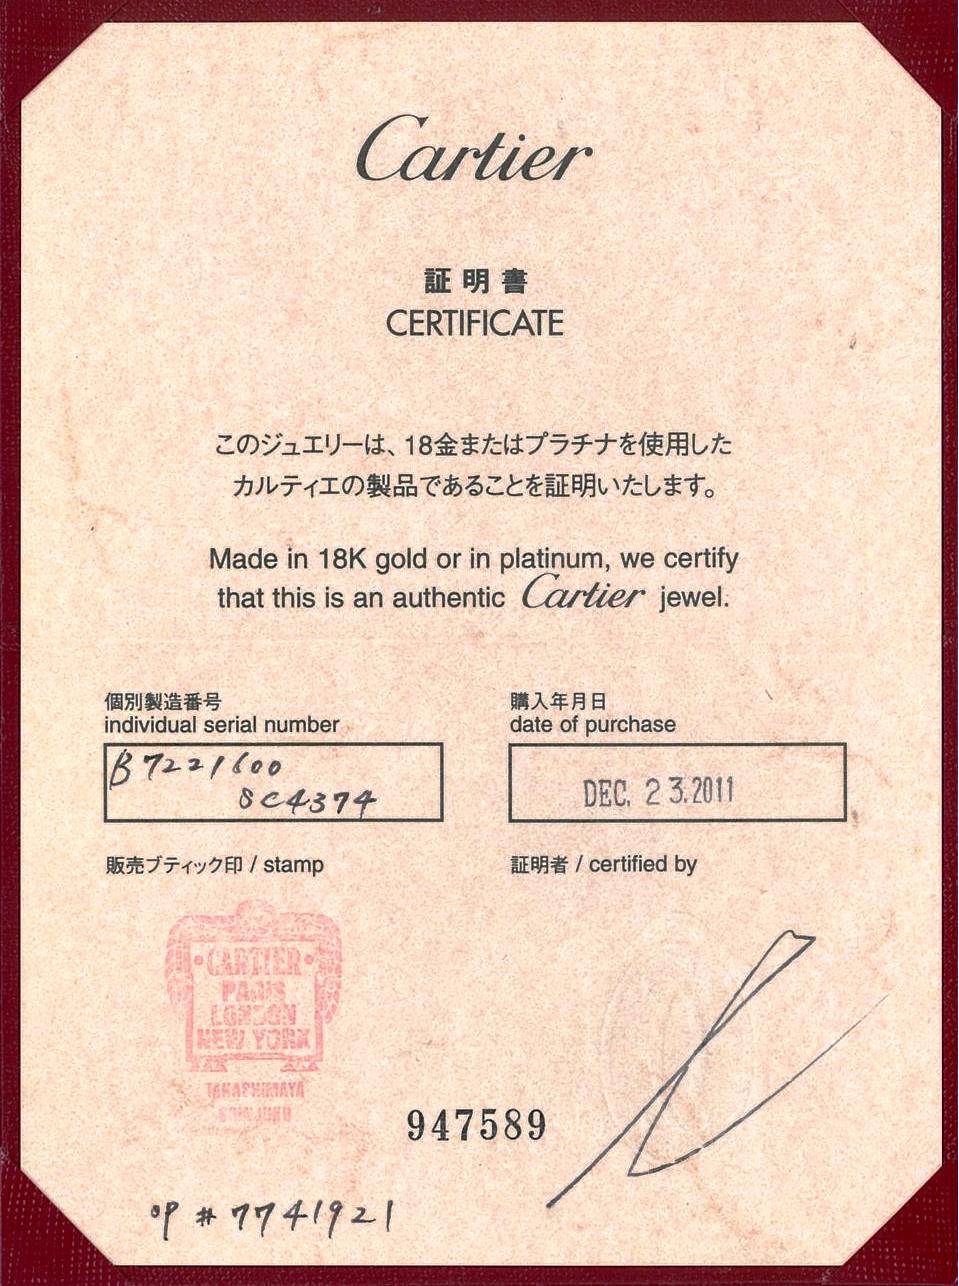 Cartier
証明書
CERTIFICATE
このジュエリーは、18金またはプラチナを使用した
カルティエの製品であることを証明いたします。
Made in 18K gold or in platinum, we certify
that this is an authentic Cartier jewel.
個別製造番号
individual serial number
B7221600
8C4374
購入年月日
date of purchase
DEC. 23.2011
販売ブティック印 / stamp
証明者 / certified by
CARTIER
PARIS
LONDON
NEW YORK
TAKASHIMAYA
SHINJUKU
947589
OP # 7741921